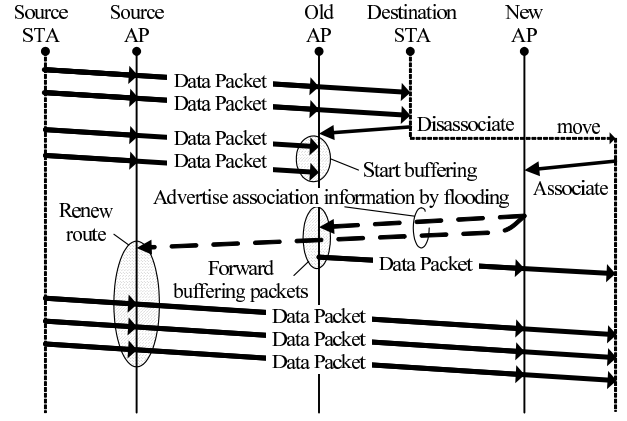 Source STA
Source AP
Old AP
Destination STA
New AP
Data Packet
Data Packet
Disassociate
move
Data Packet
Data Packet
Start buffering
Associate
Advertise association information by flooding
Renew route
Forward buffering packets
Data Packet
Data Packet
Data Packet
Data Packet